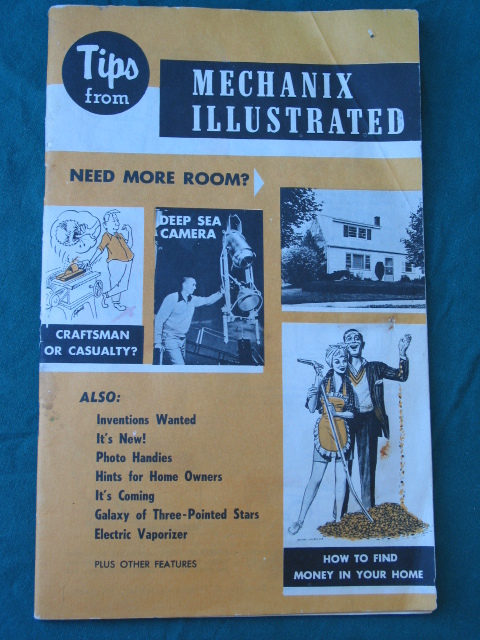 Tips
from
MECHANIX
ILLUSTRATED
NEED MORE ROOM?
DEEP SEA
CAMERA
CRAFTSMAN
OR CASUALTY?
ALSO:
Inventions Wanted
It's New!
Photo Handies
Hints for Home Owners
It's Coming
Galaxy of Three-Pointed Stars
Electric Vaporizer
PLUS OTHER FEATURES
HOW TO FIND
MONEY IN YOUR HOME